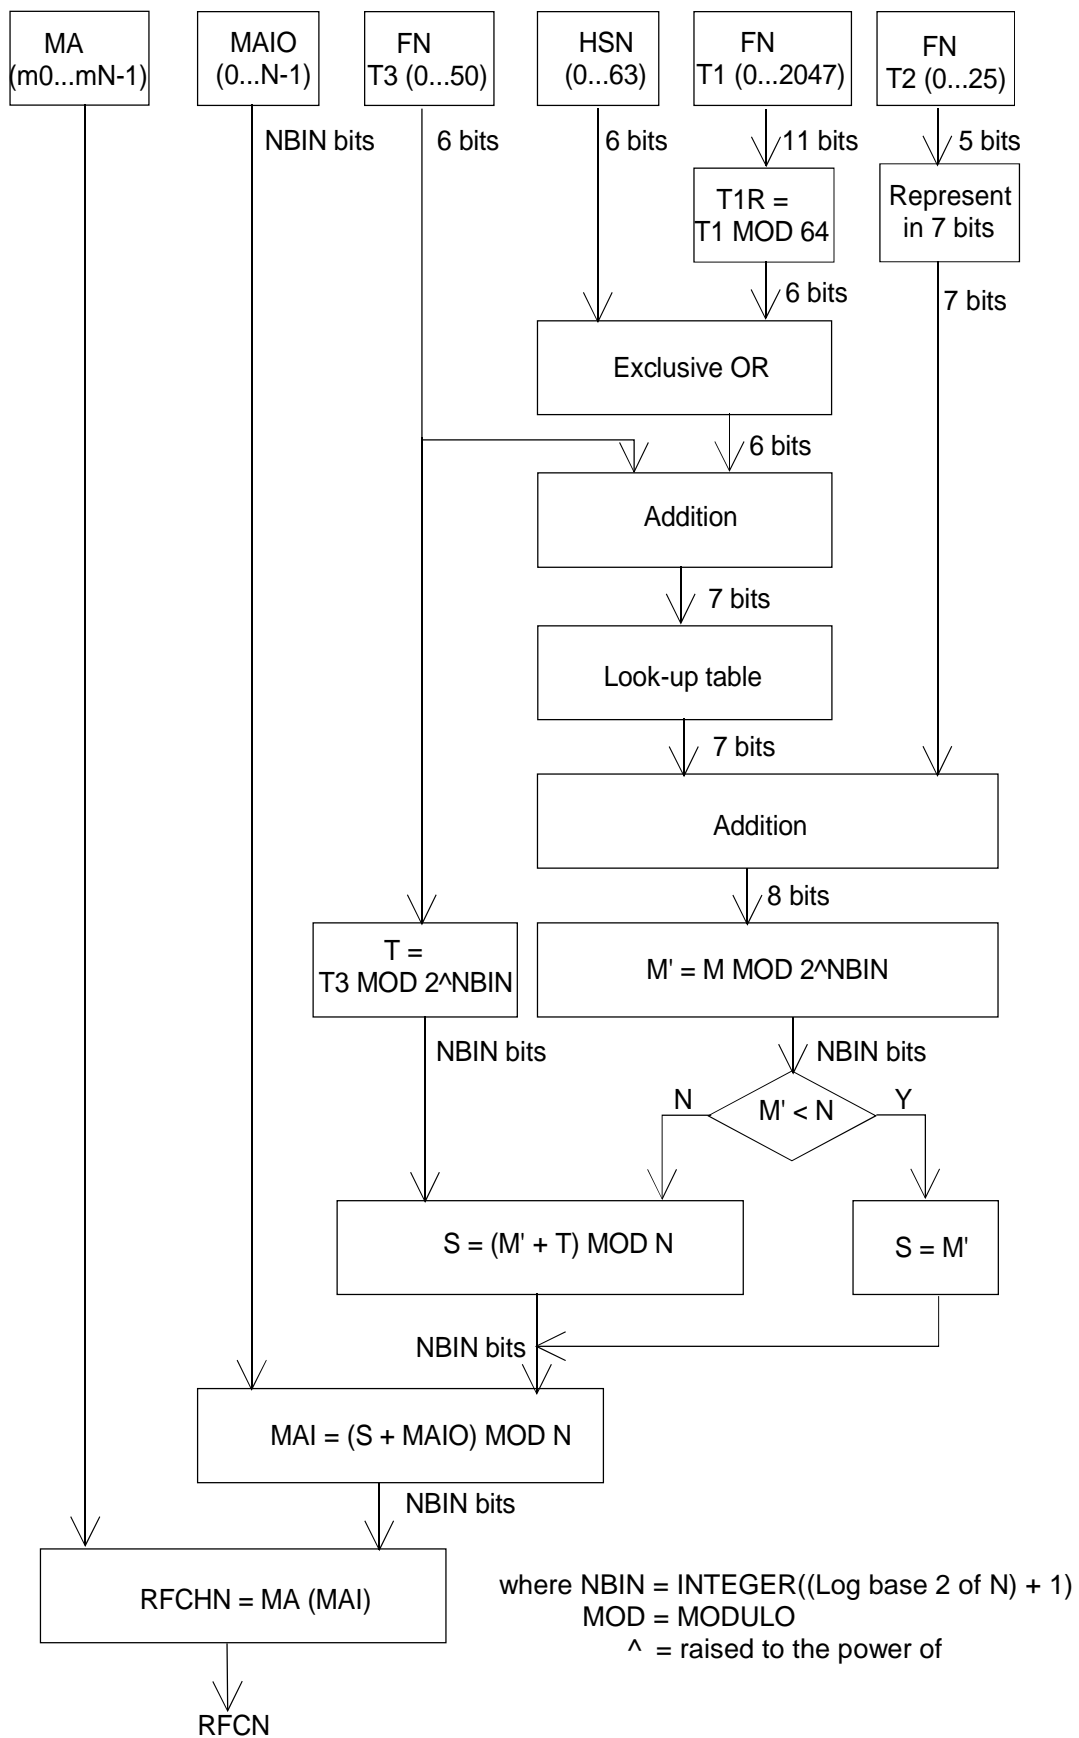 MA
(m0...mN-1)
MAIO
(0...N-1)
FN
T3 (0...50)
HSN
(0...63)
FN
T1 (0...2047)
FN
T2 (0...25)
NBIN bits
6 bits
6 bits
11 bits
5 bits
T1R =
T1 MOD 64
Represent
in 7 bits
6 bits
7 bits
Exclusive OR
6 bits
Addition
7 bits
Look-up table
7 bits
Addition
8 bits
T =
T3 MOD 2^NBIN
M' = M MOD 2^NBIN
NBIN bits
NBIN bits
N
M' < N
Y
S = (M' + T) MOD N
S = M'
NBIN bits
MAI = (S + MAIO) MOD N
NBIN bits
RFCHN = MA (MAI)
where NBIN = INTEGER((Log base 2 of N) + 1)
MOD = MODULO
^ = raised to the power of
RFCN